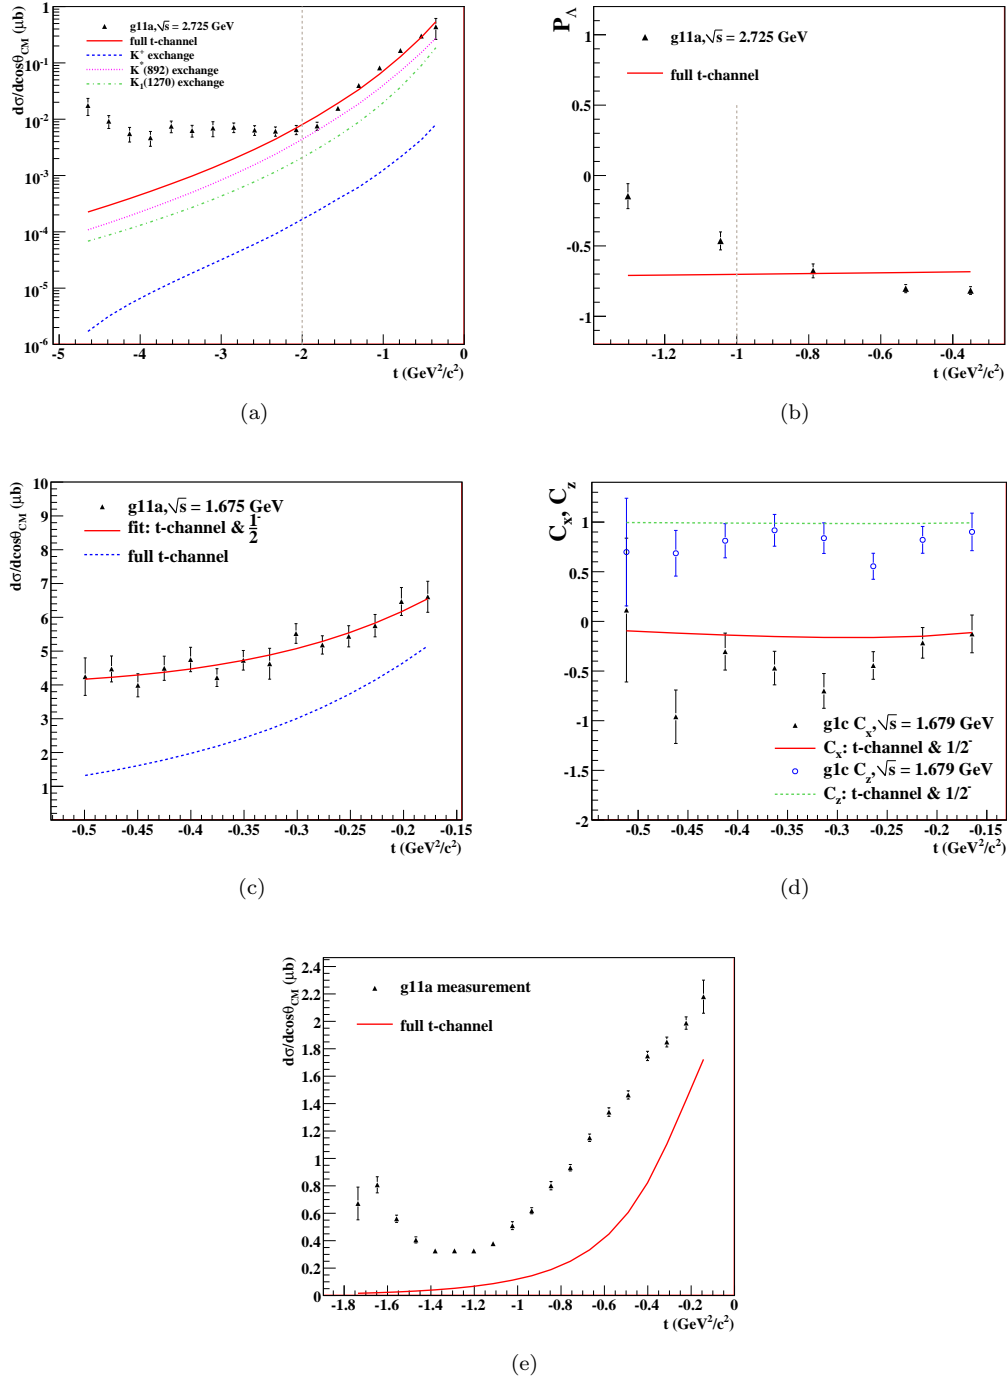 dσ/dcosθ_CM (μb)
g11a,√s = 2.725 GeV
full t-channel
K⁺ exchange
K*(892) exchange
K₁(1270) exchange
1
10⁻¹
10⁻²
10⁻³
10⁻⁴
10⁻⁵
10⁻⁶
-5 -4 -3 -2 -1 0
t (GeV²/c²)
(a)
P_Λ
g11a,√s = 2.725 GeV
full t-channel
1
0.5
0
-0.5
-1
-1.2 -1 -0.8 -0.6 -0.4
t (GeV²/c²)
(b)
dσ/dcosθ_CM (μb)
g11a,√s = 1.675 GeV
fit: t-channel & 1/2⁻
full t-channel
10
9
8
7
6
5
4
3
2
1
-0.5 -0.45 -0.4 -0.35 -0.3 -0.25 -0.2 -0.15
t (GeV²/c²)
(c)
C_x, C_z
1
0.5
0
-0.5
-1
-1.5
-2
g1c C_x,√s = 1.679 GeV
C_x: t-channel & 1/2⁻
g1c C_z,√s = 1.679 GeV
C_z: t-channel & 1/2⁻
-0.5 -0.45 -0.4 -0.35 -0.3 -0.25 -0.2 -0.15
t (GeV²/c²)
(d)
dσ/dcosθ_CM (μb)
g11a measurement
full t-channel
2.4
2.2
2
1.8
1.6
1.4
1.2
1
0.8
0.6
0.4
0.2
0
-1.8 -1.6 -1.4 -1.2 -1 -0.8 -0.6 -0.4 -0.2 0
t (GeV²/c²)
(e)